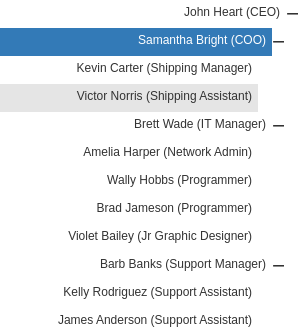 John Heart (CEO)
Samantha Bright (COO)
Kevin Carter (Shipping Manager)
Victor Norris (Shipping Assistant)
Brett Wade (IT Manager)
Amelia Harper (Network Admin)
Wally Hobbs (Programmer)
Brad Jameson (Programmer)
Violet Bailey (Jr Graphic Designer)
Barb Banks (Support Manager)
Kelly Rodriguez (Support Assistant)
James Anderson (Support Assistant)